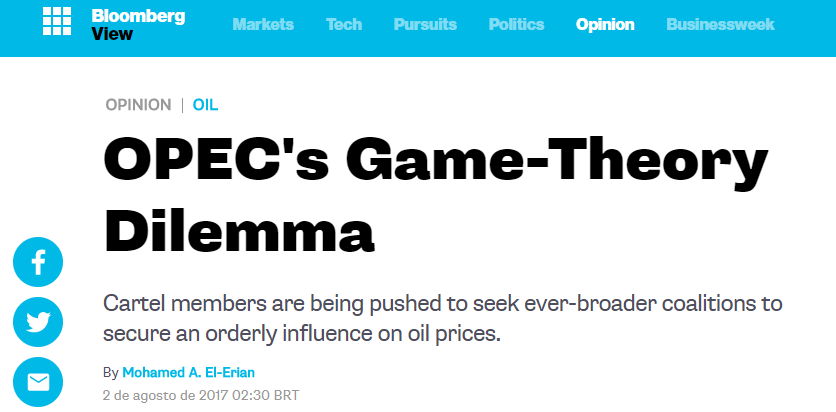 Bloomberg
View
Markets Tech Pursuits Politics Opinion Businessweek
OPINION | OIL
OPEC's Game-Theory
Dilemma
Cartel members are being pushed to seek ever-broader coalitions to
secure an orderly influence on oil prices.
By Mohamed A. El-Erian
2 de agosto de 2017 02:30 BRT